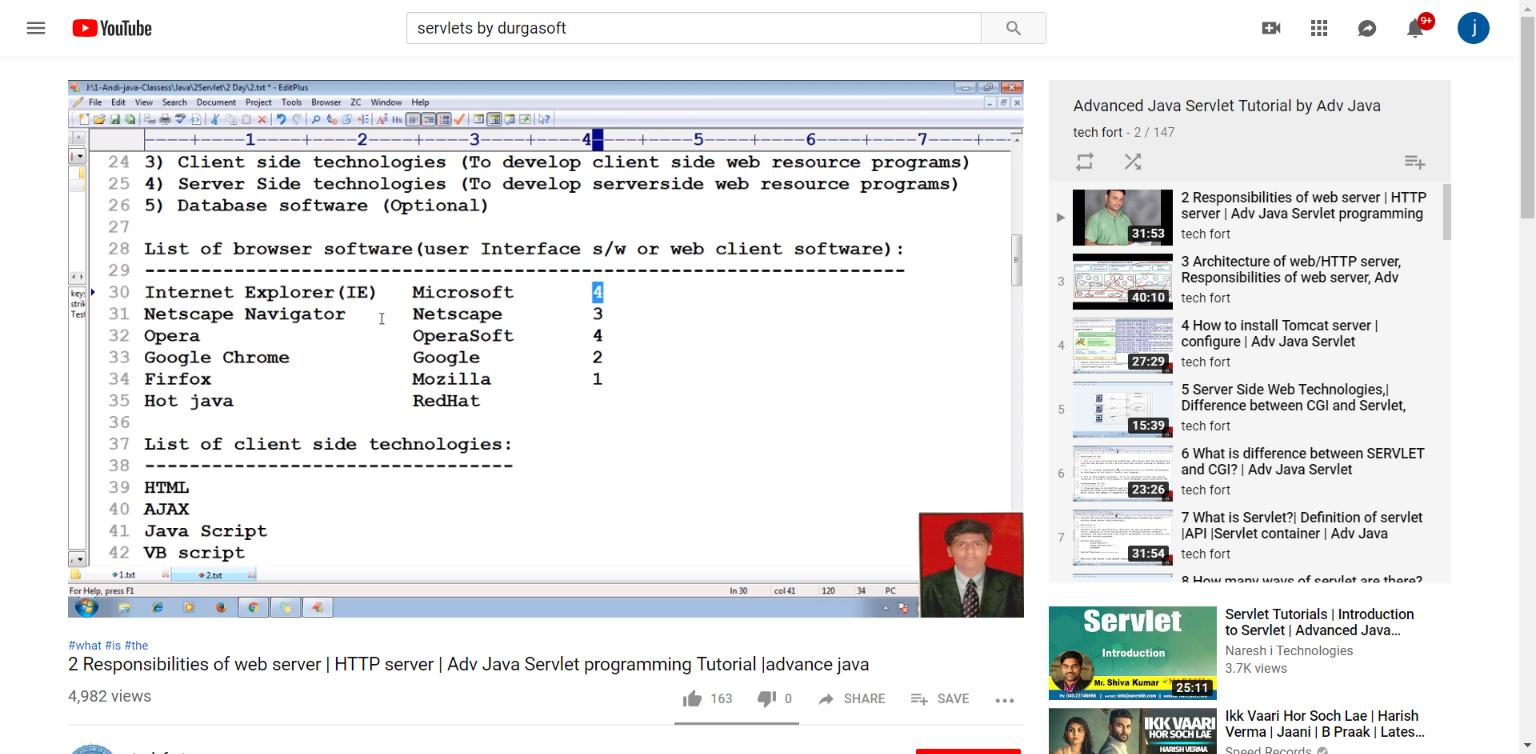 YouTube
servlets by durgasoft
9+
j
J:\1-Andi-java-Classess\Java\2Servlet\2 Day\2.txt * - EditPlus
File Edit View Search Document Project Tools Browser ZC Window Help
----+----1----+----2----+----3----+----4----+----5----+----6----+----7----+--
24 3) Client side technologies (To develop client side web resource programs)
25 4) Server Side technologies (To develop serverside web resource programs)
26 5) Database software (Optional)
27
28 List of browser software(user Interface s/w or web client software):
29 --------------------------------------------------------------------
30 Internet Explorer(IE) Microsoft 4
31 Netscape Navigator Netscape 3
32 Opera OperaSoft 4
33 Google Chrome Google 2
34 Firfox Mozilla 1
35 Hot java RedHat
36
37 List of client side technologies:
38 ---------------------------------
39 HTML
40 AJAX
41 Java Script
42 VB script
key
strik
Tes
1.txt 2.txt
For Help, press F1 ln 30 col 41 120 34 PC
#what #is #the
2 Responsibilities of web server | HTTP server | Adv Java Servlet programming Tutorial |advance java
4,982 views
163 0 SHARE SAVE
Advanced Java Servlet Tutorial by Adv Java
tech fort - 2 / 147
31:53
2 Responsibilities of web server | HTTP
server | Adv Java Servlet programming
tech fort
3
40:10
3 Architecture of web/HTTP server,
Responsibilities of web server, Adv
tech fort
4
27:29
4 How to install Tomcat server |
configure | Adv Java Servlet
tech fort
5
15:39
5 Server Side Web Technologies,|
Difference between CGI and Servlet,
tech fort
6
23:26
6 What is difference between SERVLET
and CGI? | Adv Java Servlet
tech fort
7
31:54
7 What is Servlet?| Definition of servlet
|API |Servlet container | Adv Java
tech fort
8 How many ways of servlet are there?
Servlet
Introduction
Mr. Shiva Kumar
25:11
Servlet Tutorials | Introduction
to Servlet | Advanced Java...
Naresh i Technologies
3.7K views
IKK VAARI
HOR SOCH LAE
HARISH
VERMA
Ikk Vaari Hor Soch Lae | Harish
Verma | Jaani | B Praak | Lates...
Speed Records